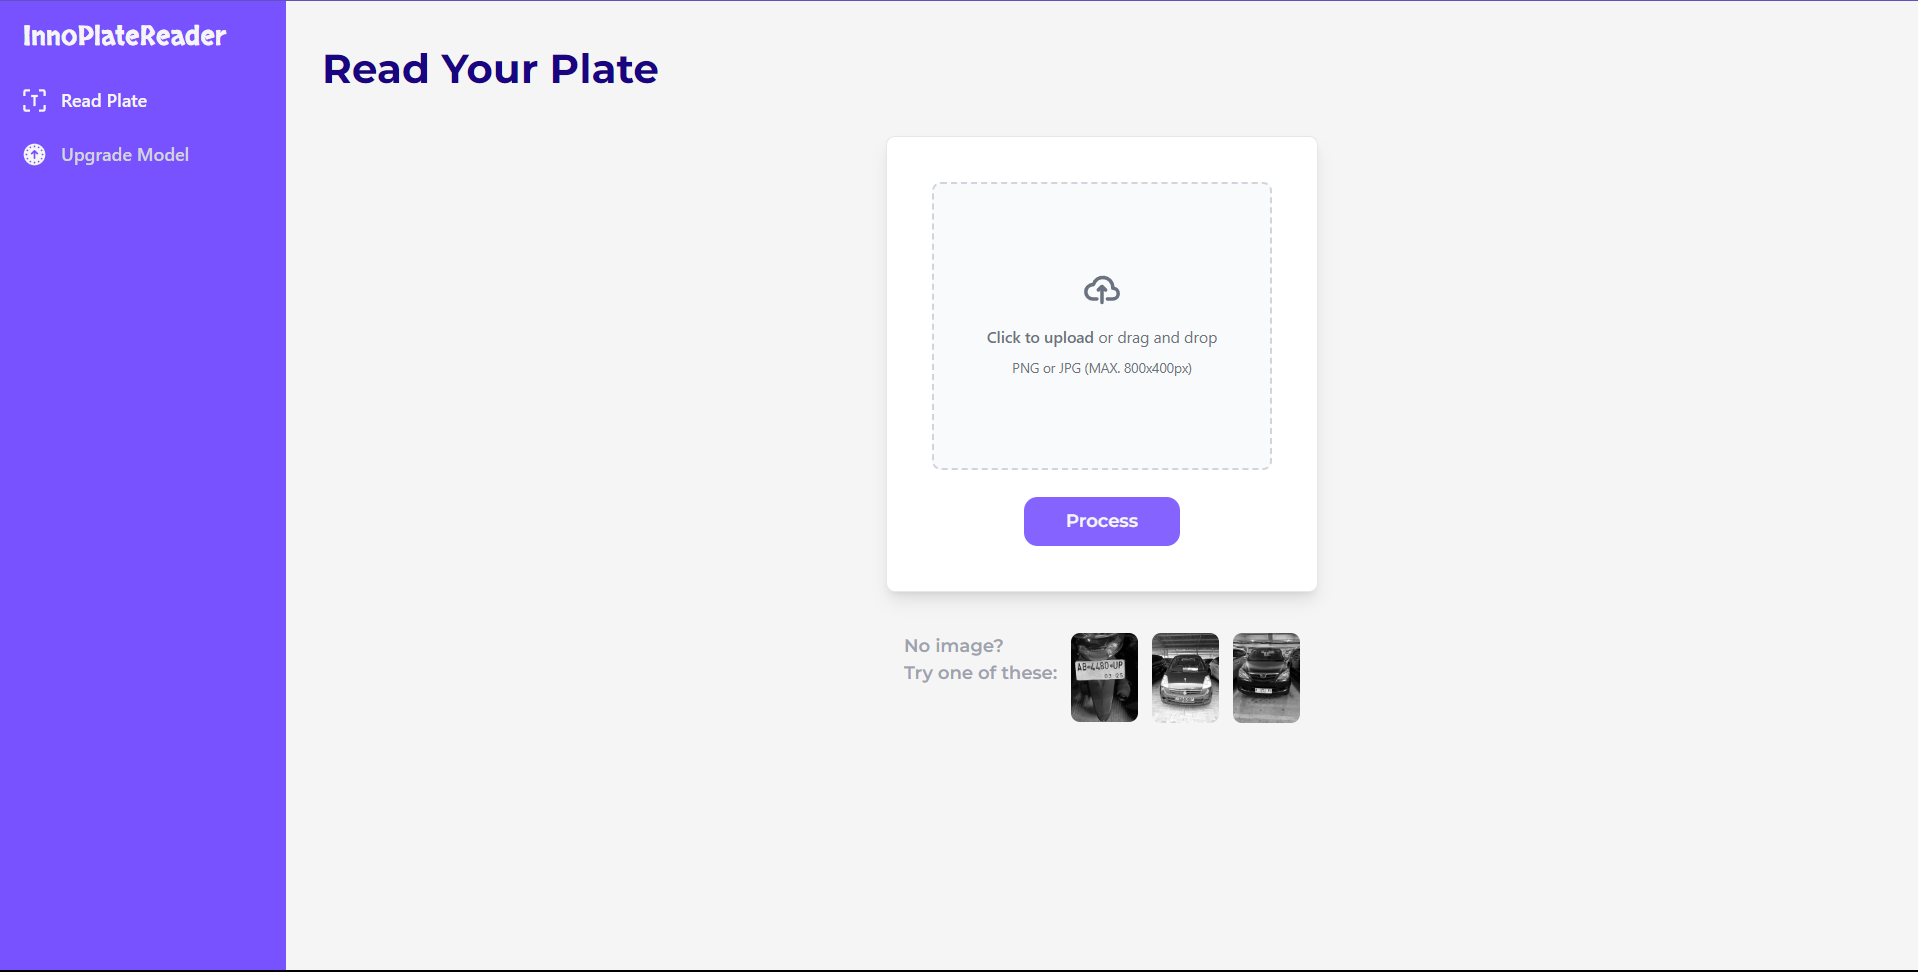 InnoPlateReader
Read Plate
Upgrade Model
Read Your Plate
Click to upload or drag and drop
PNG or JPG (MAX. 800x400px)
Process
No image?
Try one of these:
AB-4480-UP